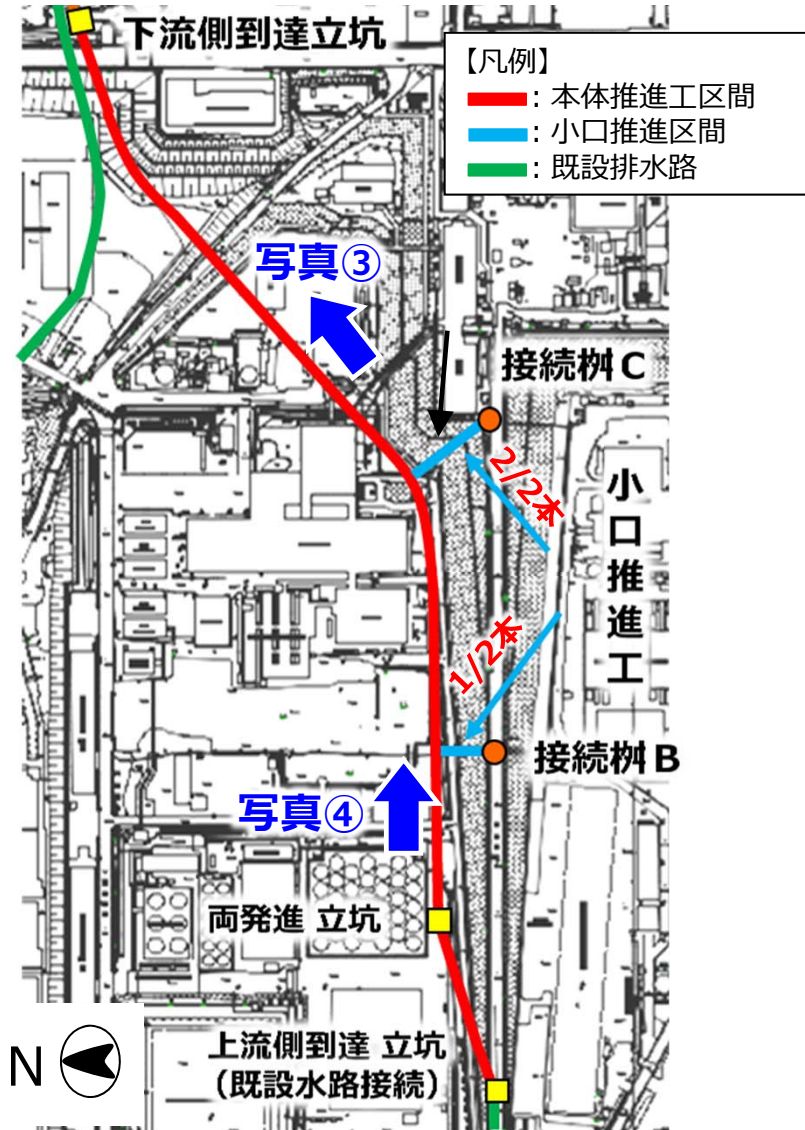 下流側到達立坑
【凡例】
：本体推進工区間
：小口推進区間
：既設排水路
写真③
接続桝C
2/2本
小口推進工
1/2本
接続桝B
写真④
両発進 立坑
上流側到達 立坑
（既設水路接続）
N